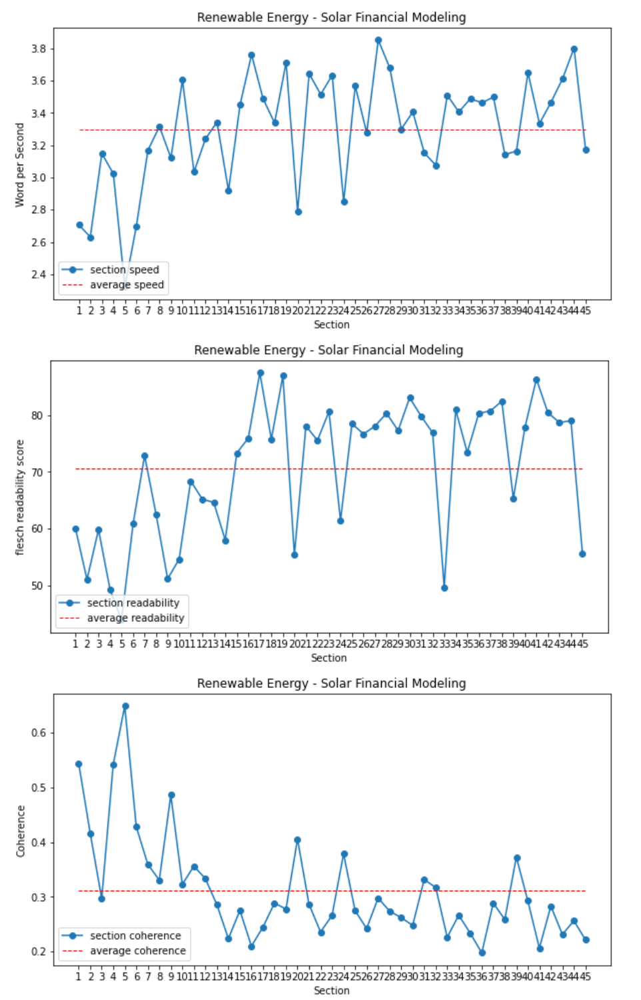 Renewable Energy - Solar Financial Modeling
Word per Second
3.8
3.6
3.4
3.2
3.0
2.8
2.6
2.4
section speed
average speed
1 2 3 4 5 6 7 8 9 10 11 12 13 14 15 16 17 18 19 20 21 22 23 24 25 26 27 28 29 30 31 32 33 34 35 36 37 38 39 40 41 42 43 44 45
Section
Renewable Energy - Solar Financial Modeling
flesch readability score
80
70
60
50
section readability
average readability
1 2 3 4 5 6 7 8 9 10 11 12 13 14 15 16 17 18 19 20 21 22 23 24 25 26 27 28 29 30 31 32 33 34 35 36 37 38 39 40 41 42 43 44 45
Section
Renewable Energy - Solar Financial Modeling
Coherence
0.6
0.5
0.4
0.3
0.2
section coherence
average coherence
1 2 3 4 5 6 7 8 9 10 11 12 13 14 15 16 17 18 19 20 21 22 23 24 25 26 27 28 29 30 31 32 33 34 35 36 37 38 39 40 41 42 43 44 45
Section